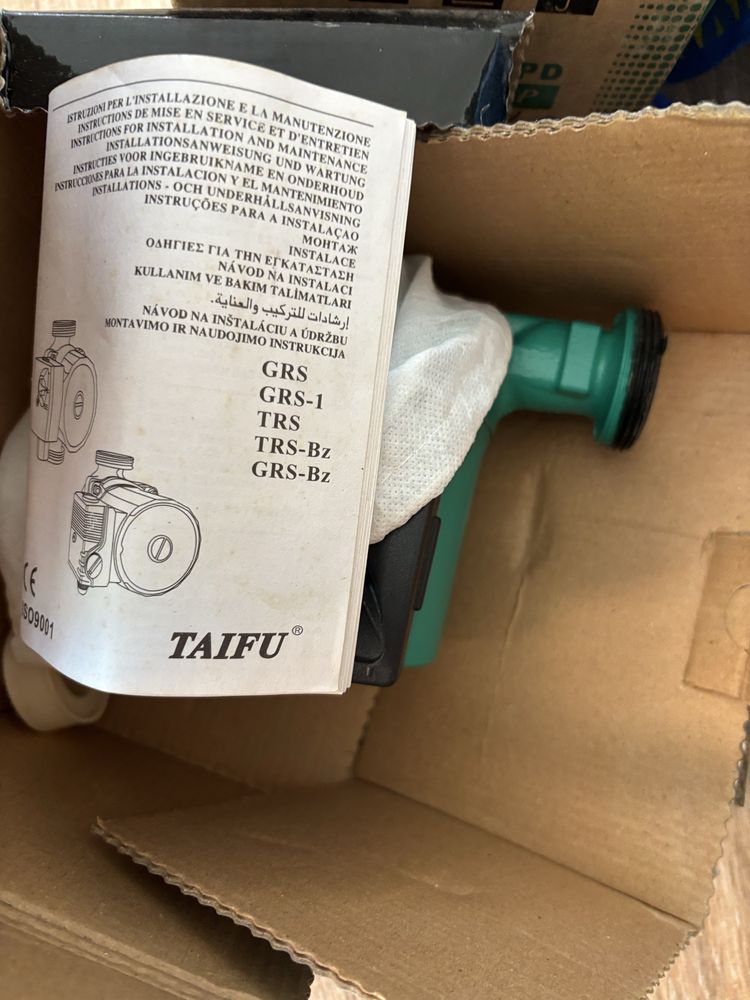 PD
P
ISTRUZIONI PER L'INSTALLAZIONE E LA MANUTENZIONE
INSTRUCTIONS DE MISE EN SERVICE ET D'ENTRETIEN
INSTRUCTIONS FOR INSTALLATION AND MAINTENANCE
INSTALLATIONSANWEISUNG UND WARTUNG
INSTRUCTIES VOOR INGEBRUIKNAME EN ONDERHOUD
INSTRUCCIONES PARA LA INSTALACION Y EL MANTENIMIENTO
INSTALLATIONS - OCH UNDERHÅLLSANVISNING
INSTRUÇÕES PARA A INSTALAÇAO
МОНТАЖ
INSTALACE
ΟΔΗΓΙΕΣ ΓΙΑ ΤΗΝ ΕΓΚΑΤΑΣΤΑΣΗ
NÁVOD NA INSTALACI
KULLANIM VE BAKIM TALİMATLARI
إرشادات للتركيب والعناية.
NÁVOD NA INŠTALÁCIU A ÚDRŽBU
MONTAVIMO IR NAUDOJIMO INSTRUKCIJA
GRS
GRS-1
TRS
TRS-Bz
GRS-Bz
CE
ISO9001
TAIFU®